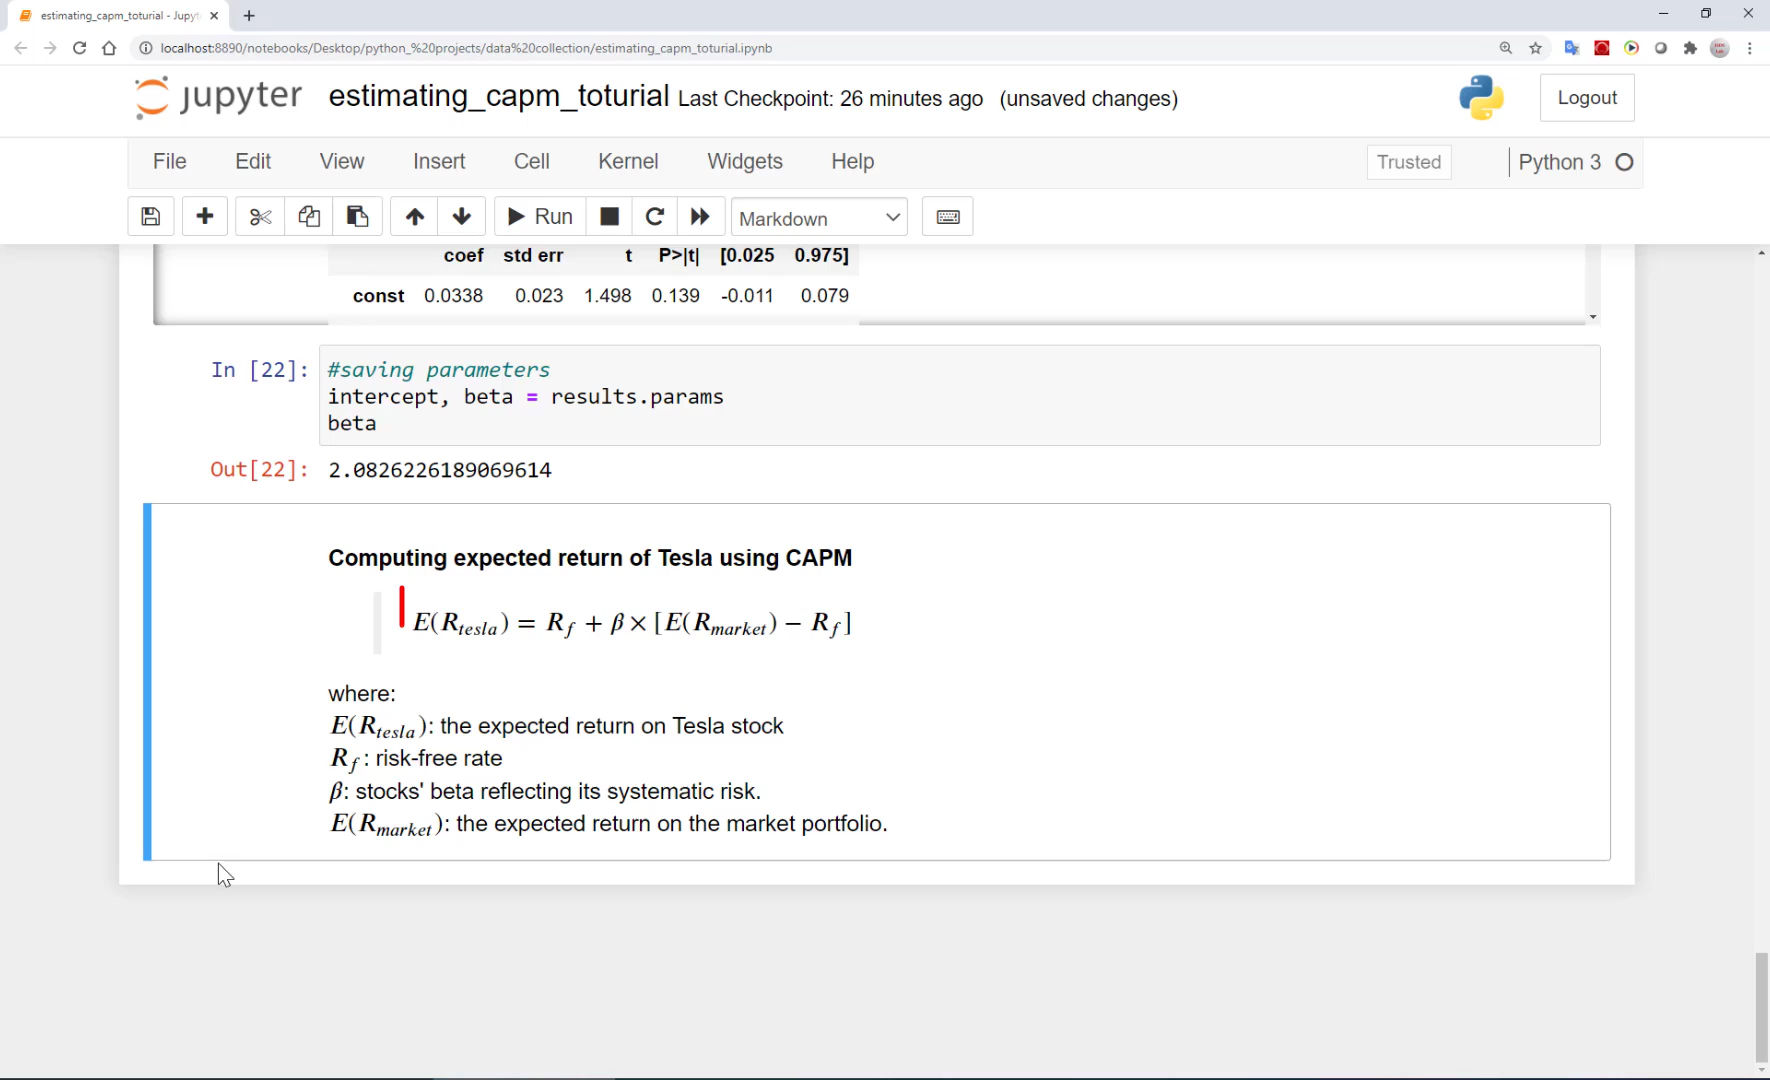 estimating_capm_toturial - Jupyt
localhost:8890/notebooks/Desktop/python_%20projects/data%20collection/estimating_capm_toturial.ipynb
jupyter estimating_capm_toturial Last Checkpoint: 26 minutes ago (unsaved changes) Logout
File Edit View Insert Cell Kernel Widgets Help Trusted Python 3
Run Markdown
coef std err t P>|t| [0.025 0.975]
const 0.0338 0.023 1.498 0.139 -0.011 0.079
In [22]: #saving parameters
intercept, beta = results.params
beta
Out[22]: 2.0826226189069614
Computing expected return of Tesla using CAPM
E(R_tesla) = R_f + β × [E(R_market) − R_f]
where:
E(R_tesla): the expected return on Tesla stock
R_f: risk-free rate
β: stocks' beta reflecting its systematic risk.
E(R_market): the expected return on the market portfolio.